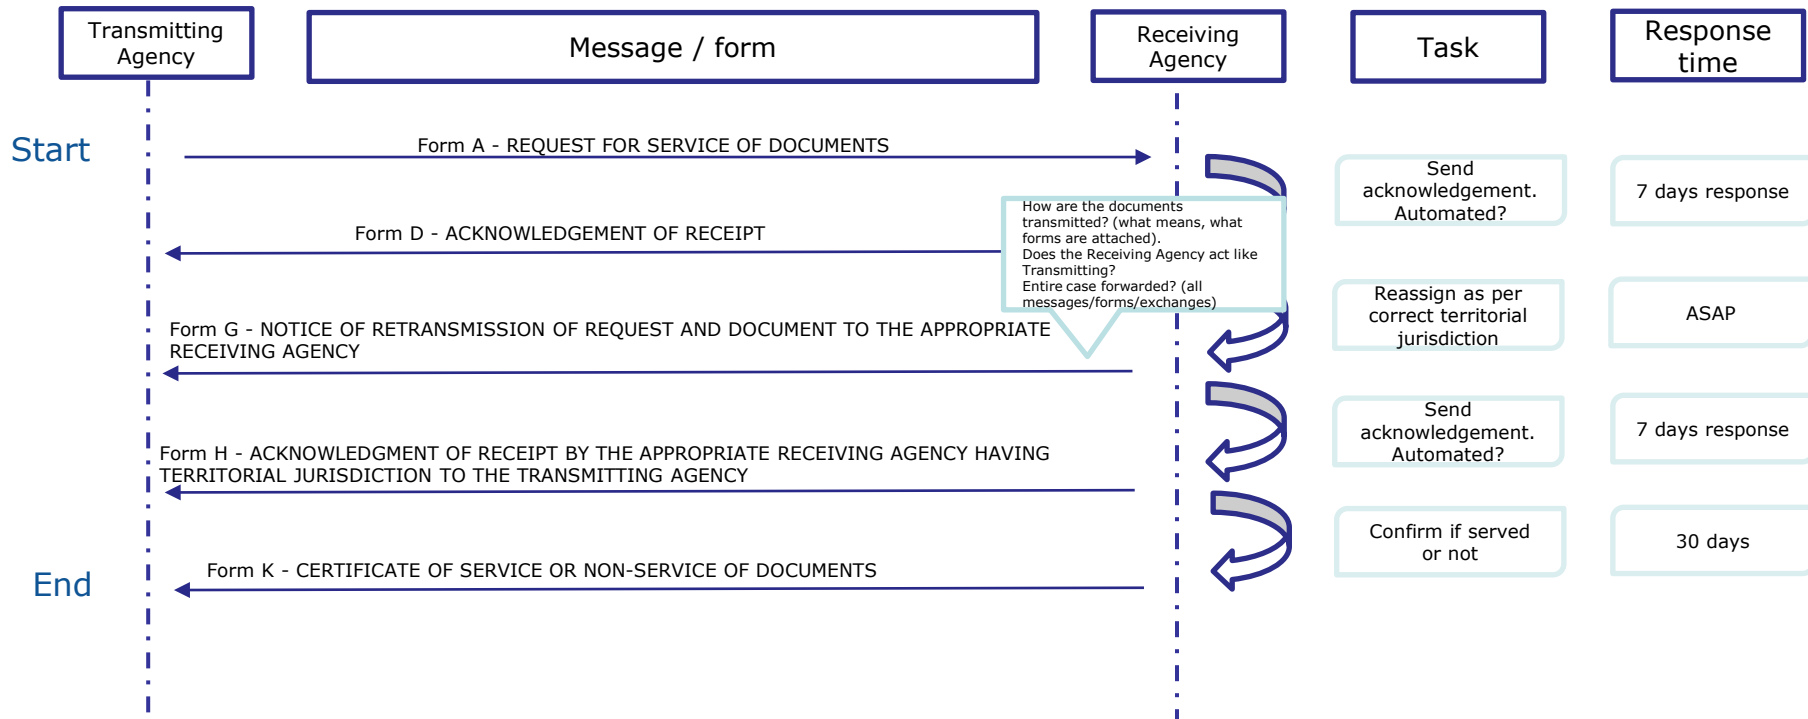 Transmitting
Agency
Message / form
Receiving
Agency
Task
Response
time
Start
Form A - REQUEST FOR SERVICE OF DOCUMENTS
Send
acknowledgement.
Automated?
7 days response
How are the documents
transmitted? (what means, what
forms are attached).
Does the Receiving Agency act like
Transmitting?
Entire case forwarded? (all
messages/forms/exchanges)
Form D - ACKNOWLEDGEMENT OF RECEIPT
Reassign as per
correct territorial
jurisdiction
ASAP
Form G - NOTICE OF RETRANSMISSION OF REQUEST AND DOCUMENT TO THE APPROPRIATE
RECEIVING AGENCY
Send
acknowledgement.
Automated?
7 days response
Form H - ACKNOWLEDGMENT OF RECEIPT BY THE APPROPRIATE RECEIVING AGENCY HAVING
TERRITORIAL JURISDICTION TO THE TRANSMITTING AGENCY
Confirm if served
or not
30 days
End
Form K - CERTIFICATE OF SERVICE OR NON-SERVICE OF DOCUMENTS